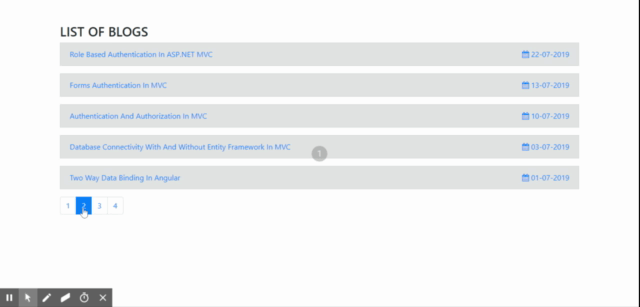 LIST OF BLOGS
Role Based Authentication In ASP.NET MVC 22-07-2019
Forms Authentication In MVC 13-07-2019
Authentication And Authorization In MVC 10-07-2019
Database Connectivity With And Without Entity Framework In MVC 03-07-2019
1
Two Way Data Binding In Angular 01-07-2019
1 2 3 4